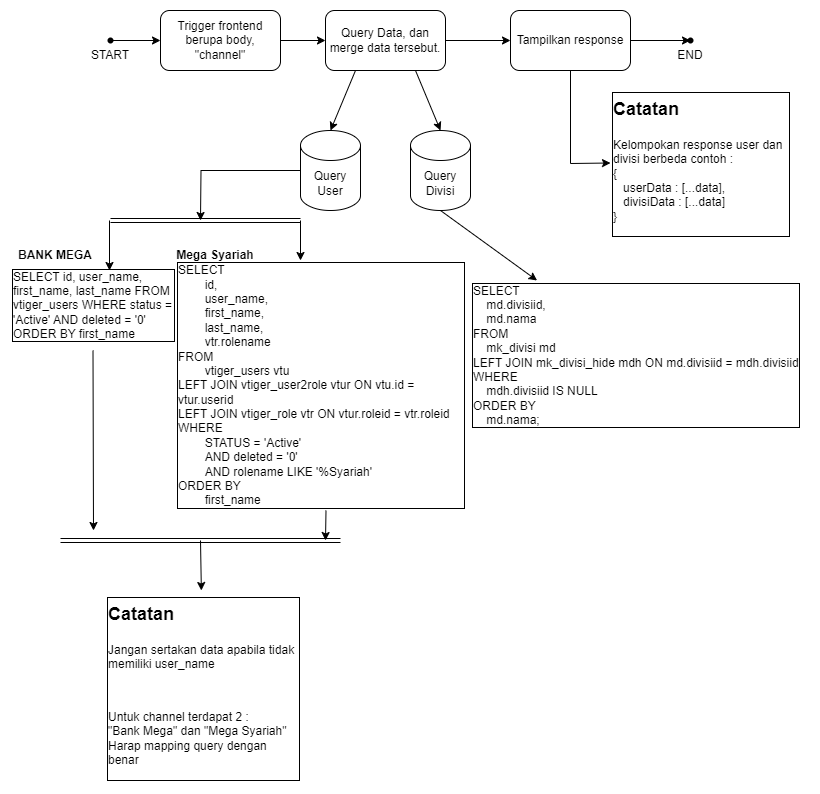 START
Trigger frontend
berupa body,
"channel"
Query Data, dan
merge data tersebut.
Tampilkan response
END
Query
User
Query
Divisi
Catatan
Kelompokan response user dan
divisi berbeda contoh :
{
userData : [...data],
divisiData : [...data]
}
BANK MEGA
SELECT id, user_name,
first_name, last_name FROM
vtiger_users WHERE status =
'Active' AND deleted = '0'
ORDER BY first_name
Mega Syariah
SELECT
id,
user_name,
first_name,
last_name,
vtr.rolename
FROM
vtiger_users vtu
LEFT JOIN vtiger_user2role vtur ON vtu.id =
vtur.userid
LEFT JOIN vtiger_role vtr ON vtur.roleid = vtr.roleid
WHERE
STATUS = 'Active'
AND deleted = '0'
AND rolename LIKE '%Syariah'
ORDER BY
first_name
SELECT
md.divisiid,
md.nama
FROM
mk_divisi md
LEFT JOIN mk_divisi_hide mdh ON md.divisiid = mdh.divisiid
WHERE
mdh.divisiid IS NULL
ORDER BY
md.nama;
Catatan
Jangan sertakan data apabila tidak
memiliki user_name
Untuk channel terdapat 2 :
"Bank Mega" dan "Mega Syariah"
Harap mapping query dengan
benar